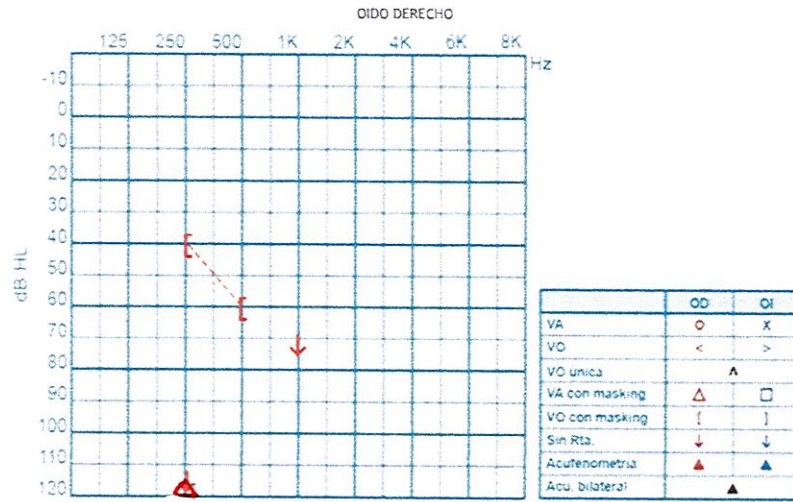 OIDO DERECHO
125 250 500 1K 2K 4K 6K 8K Hz
-10
0
10
20
30
40
50
60
70
80
90
100
110
120
dB HL
OD OI
VA O X
VO < >
VO unica ʌ
VA con masking △ □
VO con masking [ ]
Sin Rta. ↓ ↓
Acufenometria ▲ ▲
Acu. bilateral ▲